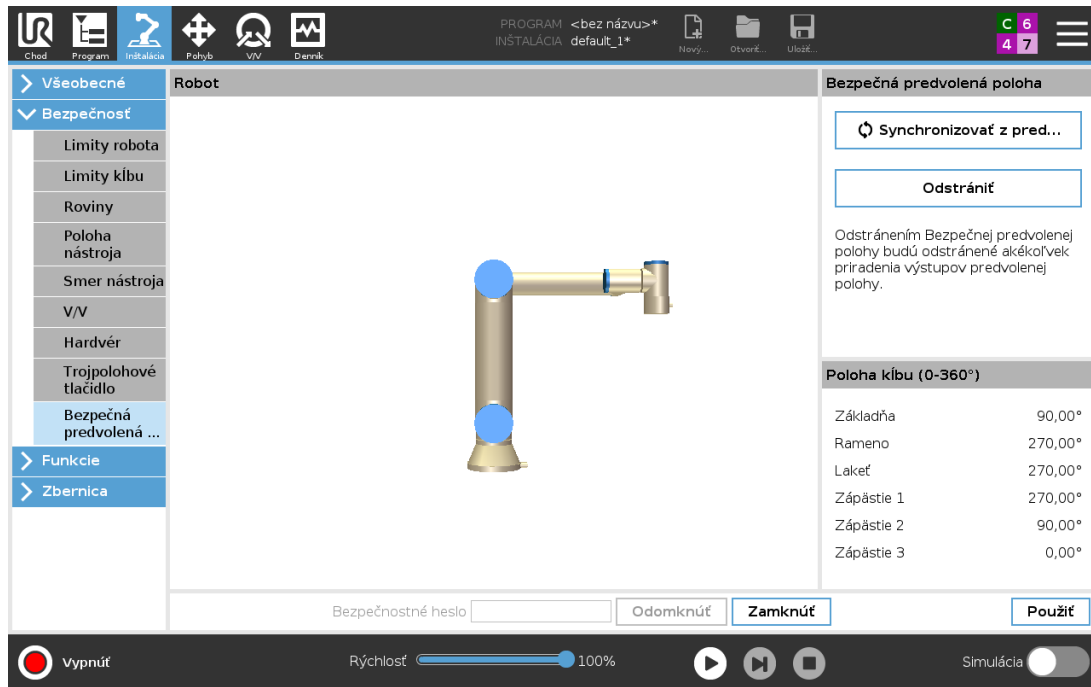 PROGRAM <bez názvu>*
INŠTALÁCIA default_1*
Chod
Program
Inštalácia
Pohyb
V/V
Denník
Nový...
Otvoriť...
Uložiť...
C 6
4 7
Všeobecné
Bezpečnosť
Limity robota
Limity kĺbu
Roviny
Poloha
nástroja
Smer nástroja
V/V
Hardvér
Trojpolohové
tlačidlo
Bezpečná
predvolená ...
Funkcie
Zbernica
Robot
Bezpečná predvolená poloha
Synchronizovať z pred...
Odstrániť
Odstránením Bezpečnej predvolenej
polohy budú odstránené akékoľvek
priradenia výstupov predvolenej
polohy.
Poloha kĺbu (0-360°)
Základňa 90,00°
Rameno 270,00°
Lakeť 270,00°
Zápästie 1 270,00°
Zápästie 2 90,00°
Zápästie 3 0,00°
Bezpečnostné heslo
Odomknúť
Zamknúť
Použiť
Vypnúť
Rýchlosť 100%
Simulácia